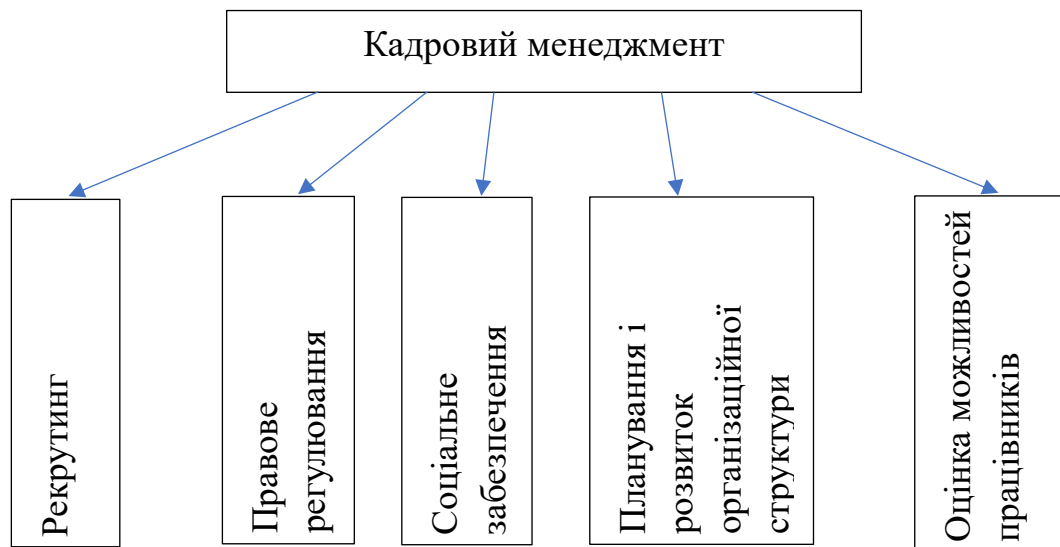 Кадровий менеджмент
Рекрутинг
Правове
регулювання
Соціальне
забезпечення
Планування і
розвиток
організаційної
структури
Оцінка можливостей
працівників